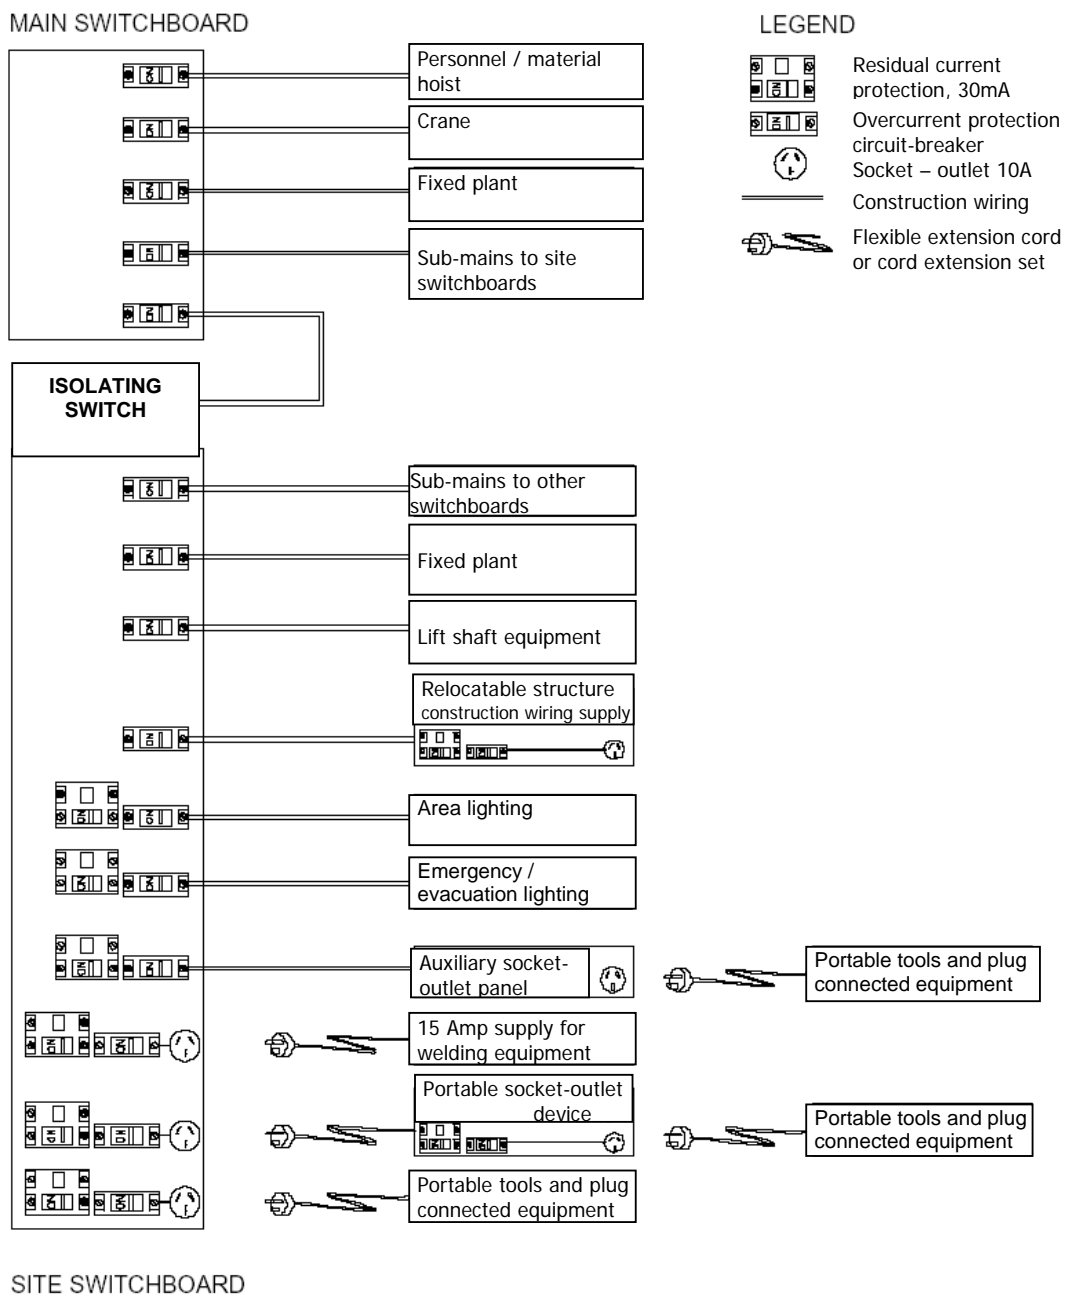 MAIN SWITCHBOARD
Personnel / material
hoist
Crane
Fixed plant
Sub-mains to site
switchboards
LEGEND
Residual current
protection, 30mA
Overcurrent protection
circuit-breaker
Socket – outlet 10A
Construction wiring
Flexible extension cord
or cord extension set
ISOLATING
SWITCH
Sub-mains to other
switchboards
Fixed plant
Lift shaft equipment
Relocatable structure
construction wiring supply
Area lighting
Emergency /
evacuation lighting
Auxiliary socket-
outlet panel
Portable tools and plug
connected equipment
15 Amp supply for
welding equipment
Portable socket-outlet
device
Portable tools and plug
connected equipment
Portable tools and plug
connected equipment
SITE SWITCHBOARD